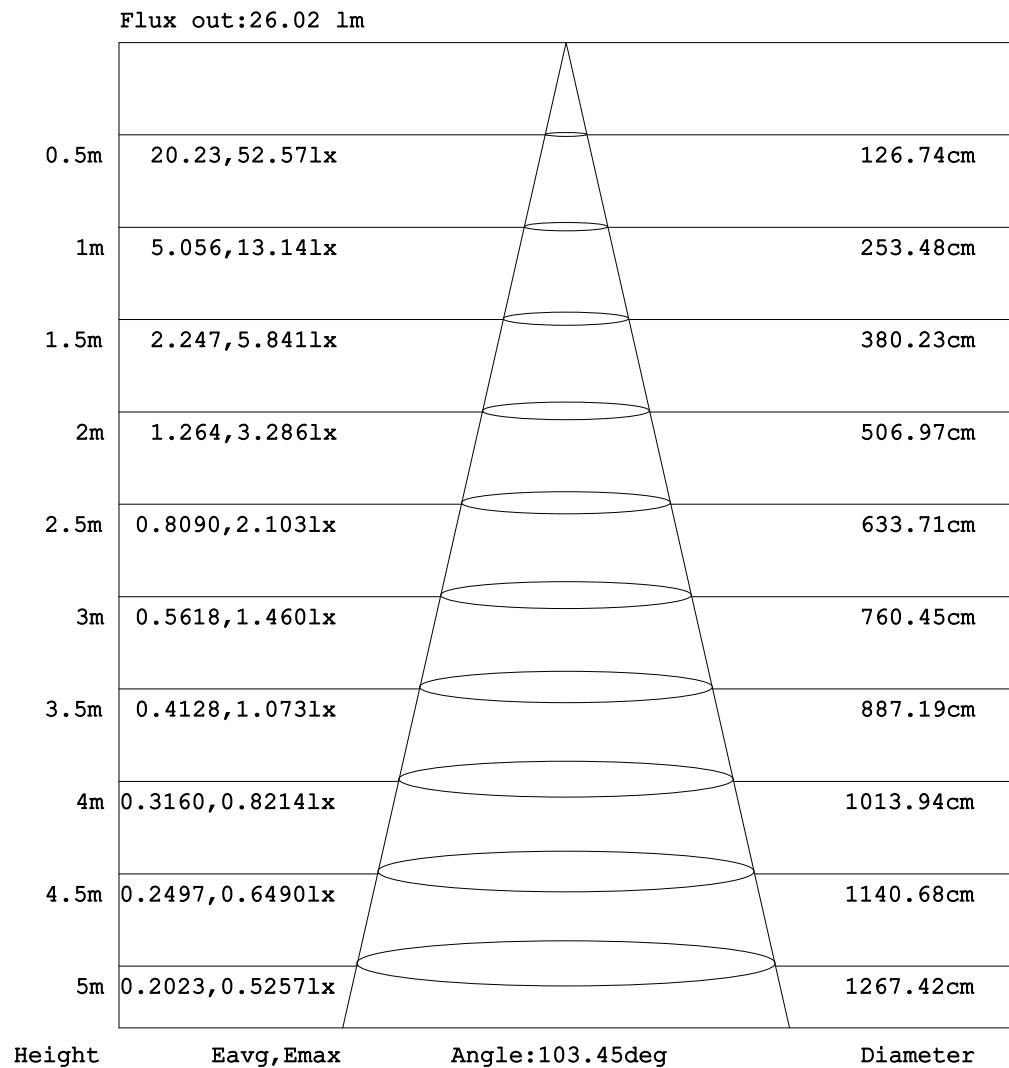 Flux out:26.02 lm
0.5m 20.23,52.57lx 126.74cm
1m 5.056,13.14lx 253.48cm
1.5m 2.247,5.841lx 380.23cm
2m 1.264,3.286lx 506.97cm
2.5m 0.8090,2.103lx 633.71cm
3m 0.5618,1.460lx 760.45cm
3.5m 0.4128,1.073lx 887.19cm
4m 0.3160,0.8214lx 1013.94cm
4.5m 0.2497,0.6490lx 1140.68cm
5m 0.2023,0.5257lx 1267.42cm
Height Eavg,Emax Angle:103.45deg Diameter